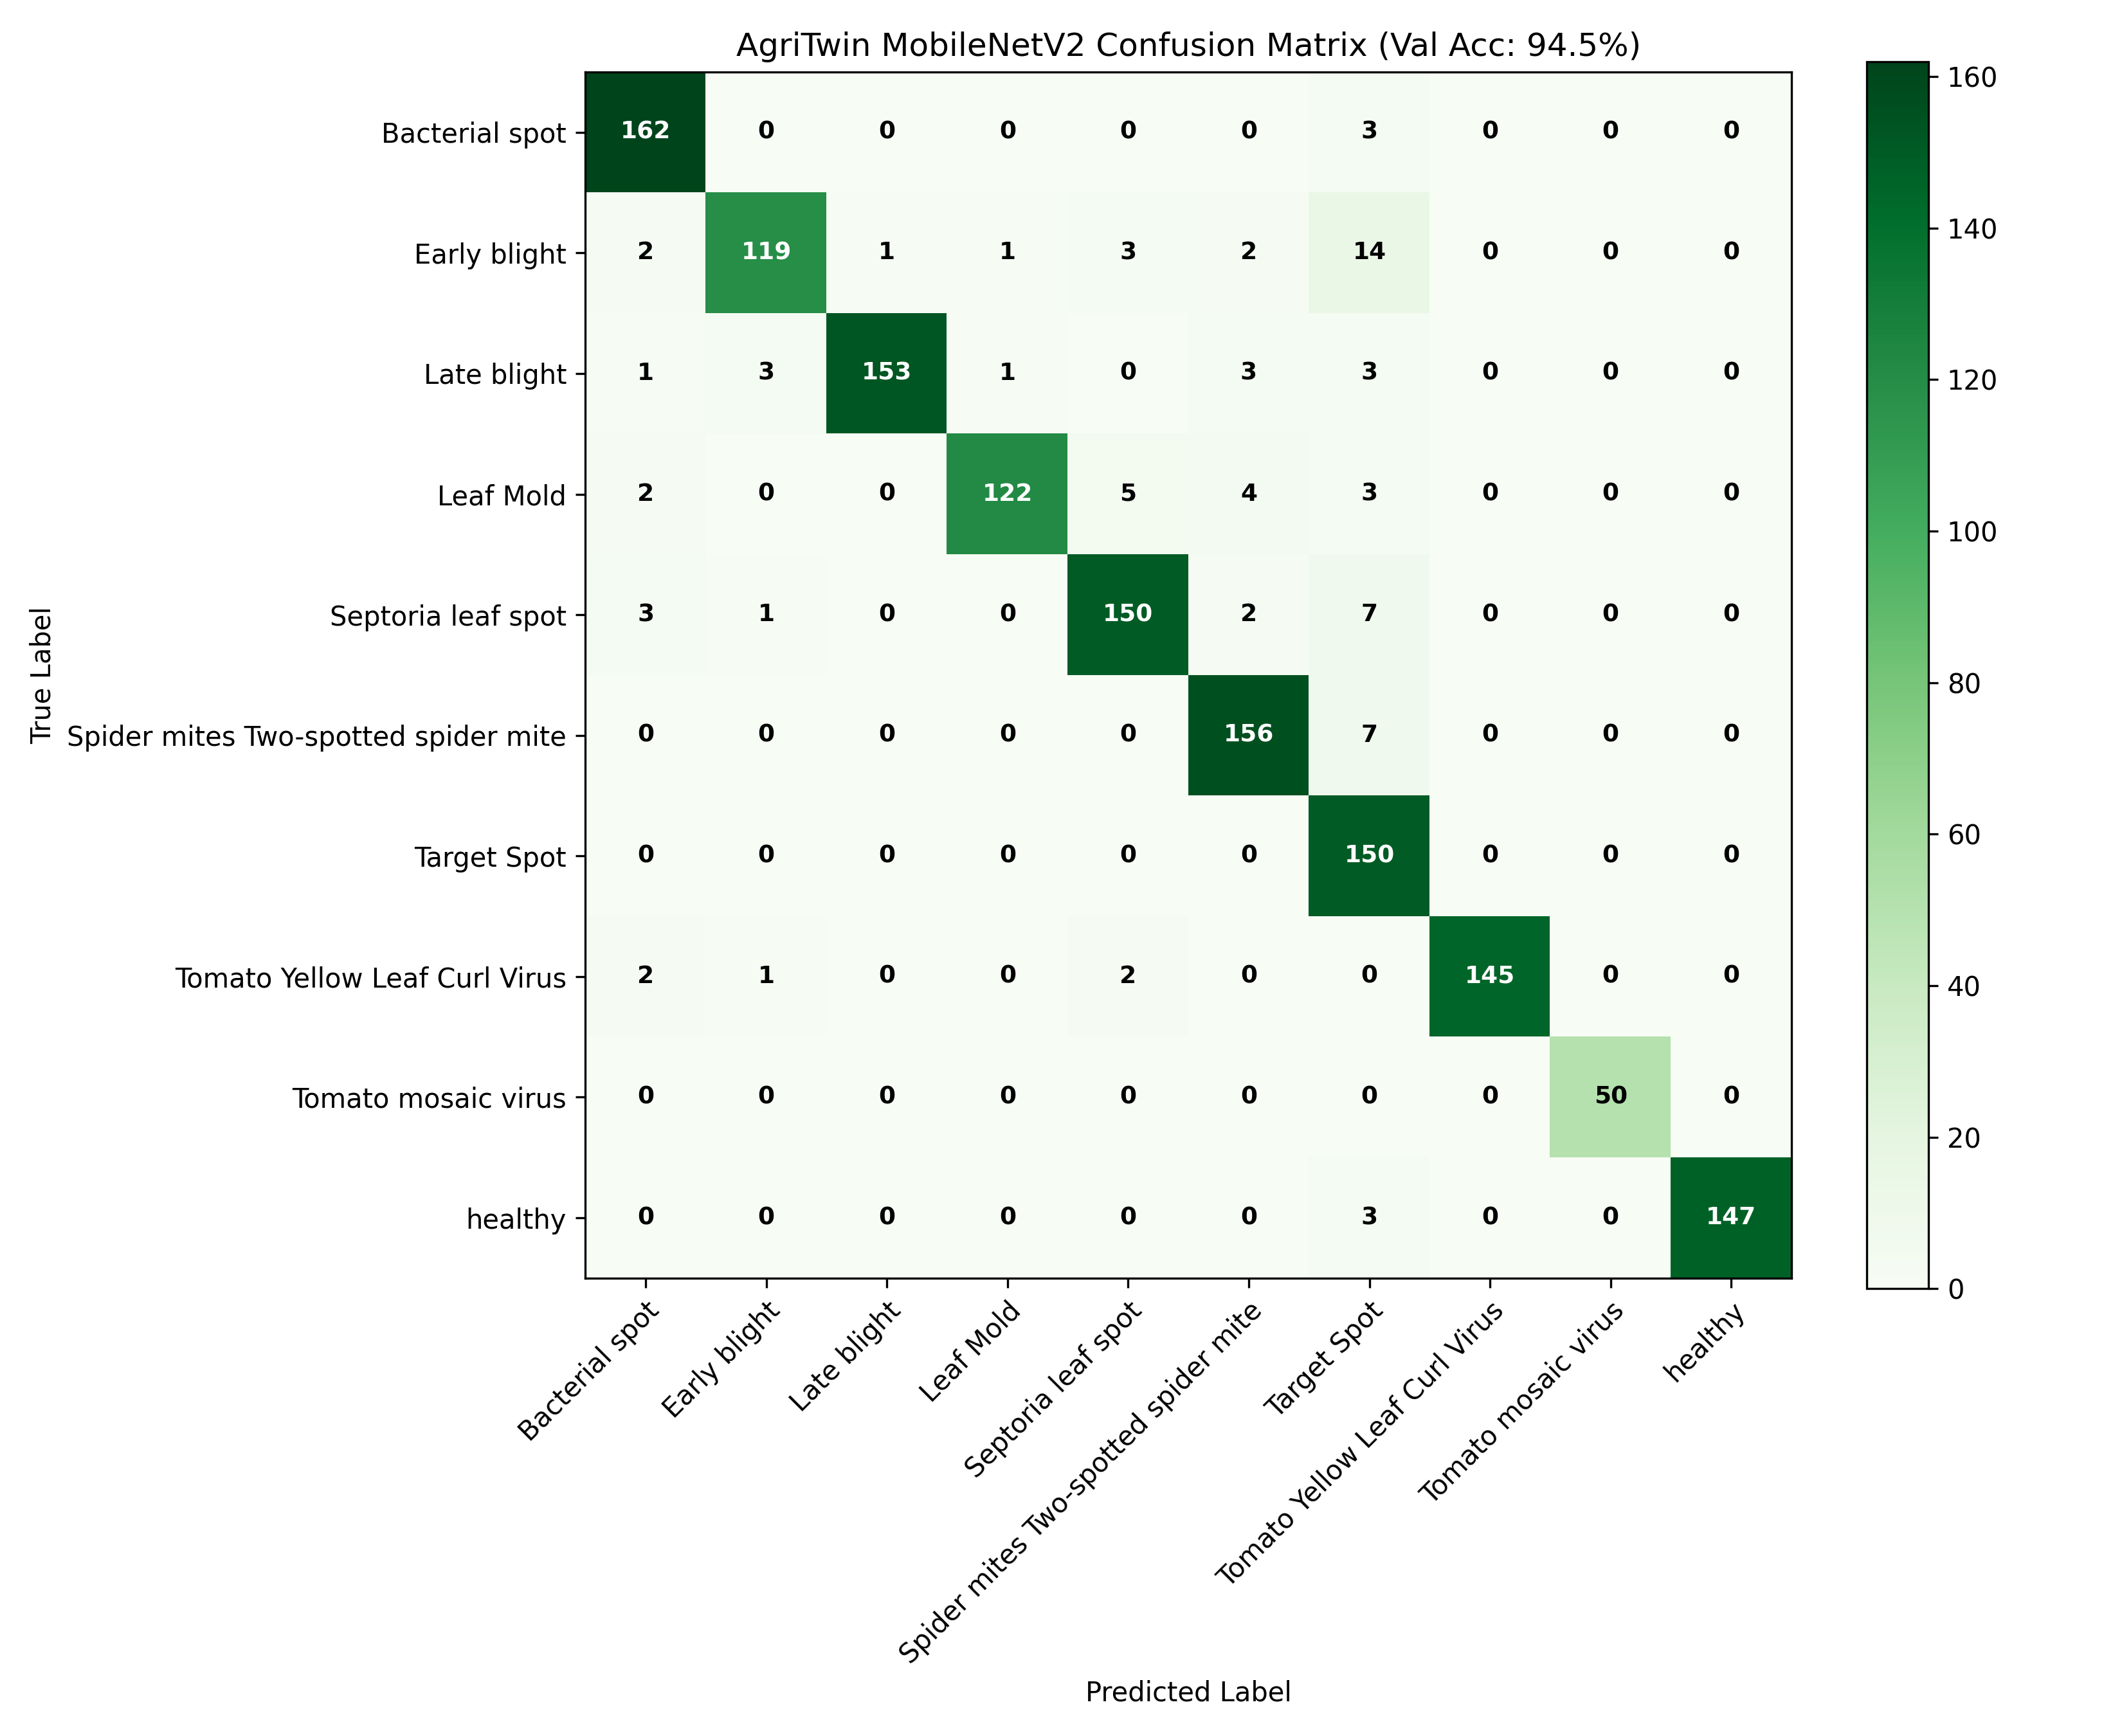 AgriTwin MobileNetV2 Confusion Matrix (Val Acc: 94.5%)
True Label
Bacterial spot 162 0 0 0 0 0 3 0 0 0
Early blight 2 119 1 1 3 2 14 0 0 0
Late blight 1 3 153 1 0 3 3 0 0 0
Leaf Mold 2 0 0 122 5 4 3 0 0 0
Septoria leaf spot 3 1 0 0 150 2 7 0 0 0
Spider mites Two-spotted spider mite 0 0 0 0 0 156 7 0 0 0
Target Spot 0 0 0 0 0 0 150 0 0 0
Tomato Yellow Leaf Curl Virus 2 1 0 0 2 0 0 145 0 0
Tomato mosaic virus 0 0 0 0 0 0 0 0 50 0
healthy 0 0 0 0 0 0 3 0 0 147
Bacterial spot
Early blight
Late blight
Leaf Mold
Septoria leaf spot
Spider mites Two-spotted spider mite
Target Spot
Tomato Yellow Leaf Curl Virus
Tomato mosaic virus
healthy
Predicted Label
160
140
120
100
80
60
40
20
0